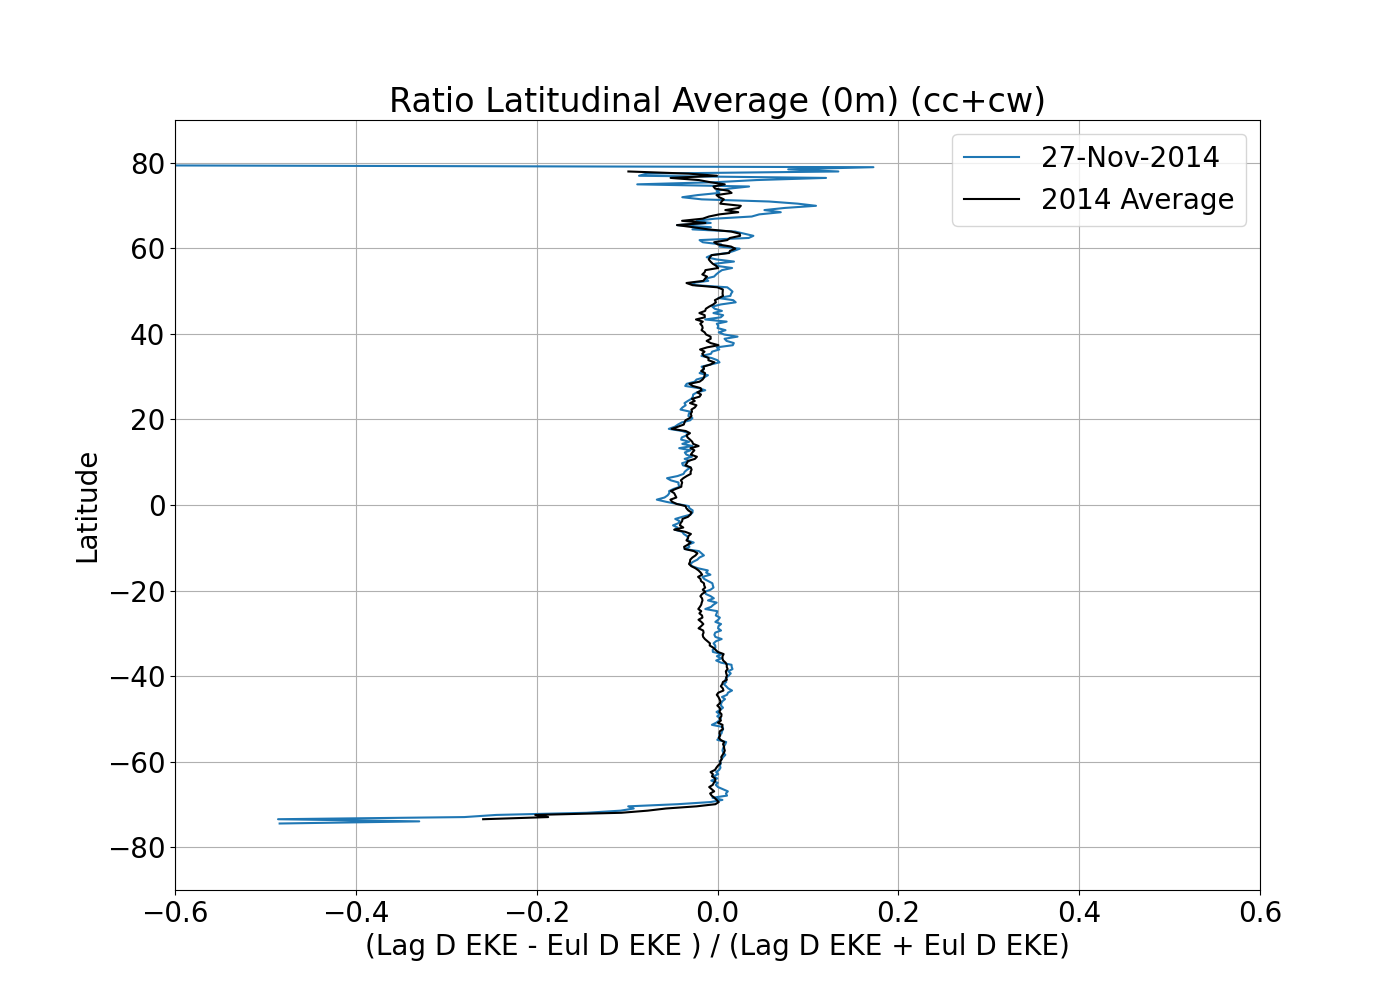 Ratio Latitudinal Average (0m) (cc+cw)
27-Nov-2014
2014 Average
80
60
40
20
0
−20
−40
−60
−80
Latitude
−0.6 −0.4 −0.2 0.0 0.2 0.4 0.6
(Lag D EKE - Eul D EKE ) / (Lag D EKE + Eul D EKE)